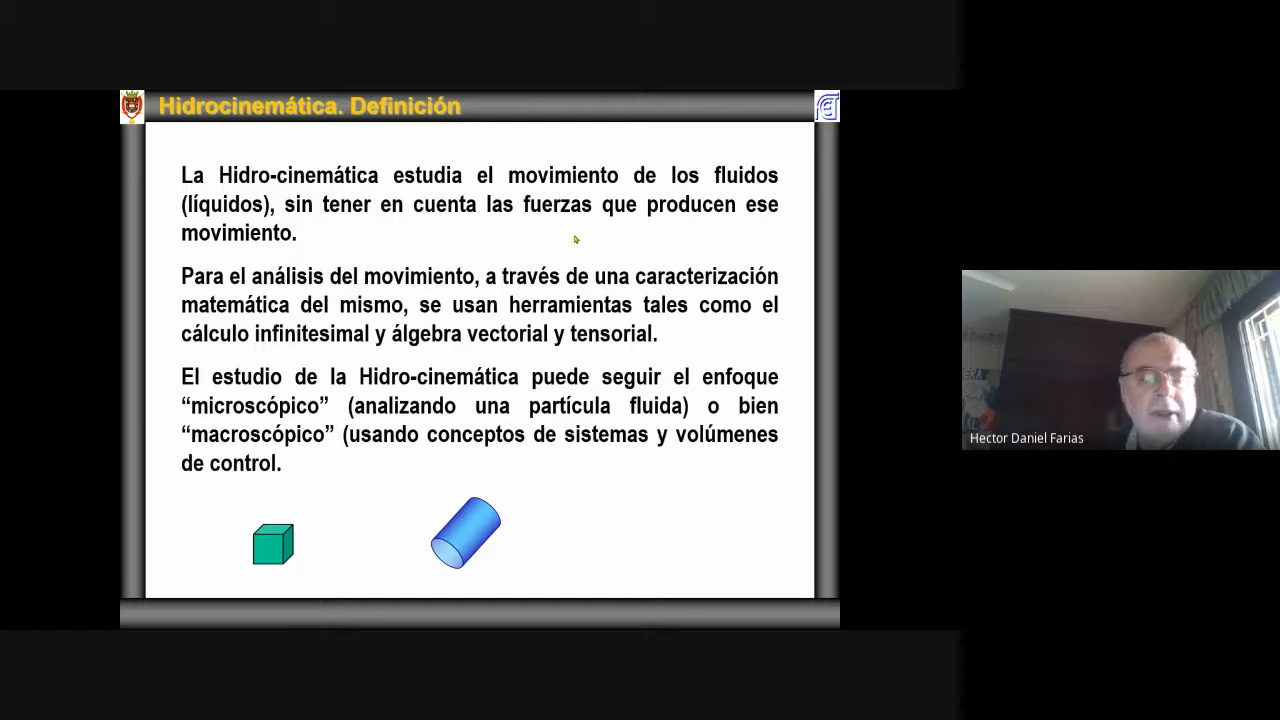 Hidrocinemática. Definición
La Hidro-cinemática estudia el movimiento de los fluidos
(líquidos), sin tener en cuenta las fuerzas que producen ese
movimiento.
Para el análisis del movimiento, a través de una caracterización
matemática del mismo, se usan herramientas tales como el
cálculo infinitesimal y álgebra vectorial y tensorial.
El estudio de la Hidro-cinemática puede seguir el enfoque
“microscópico” (analizando una partícula fluida) o bien
“macroscópico” (usando conceptos de sistemas y volúmenes
de control.
Hector Daniel Farias